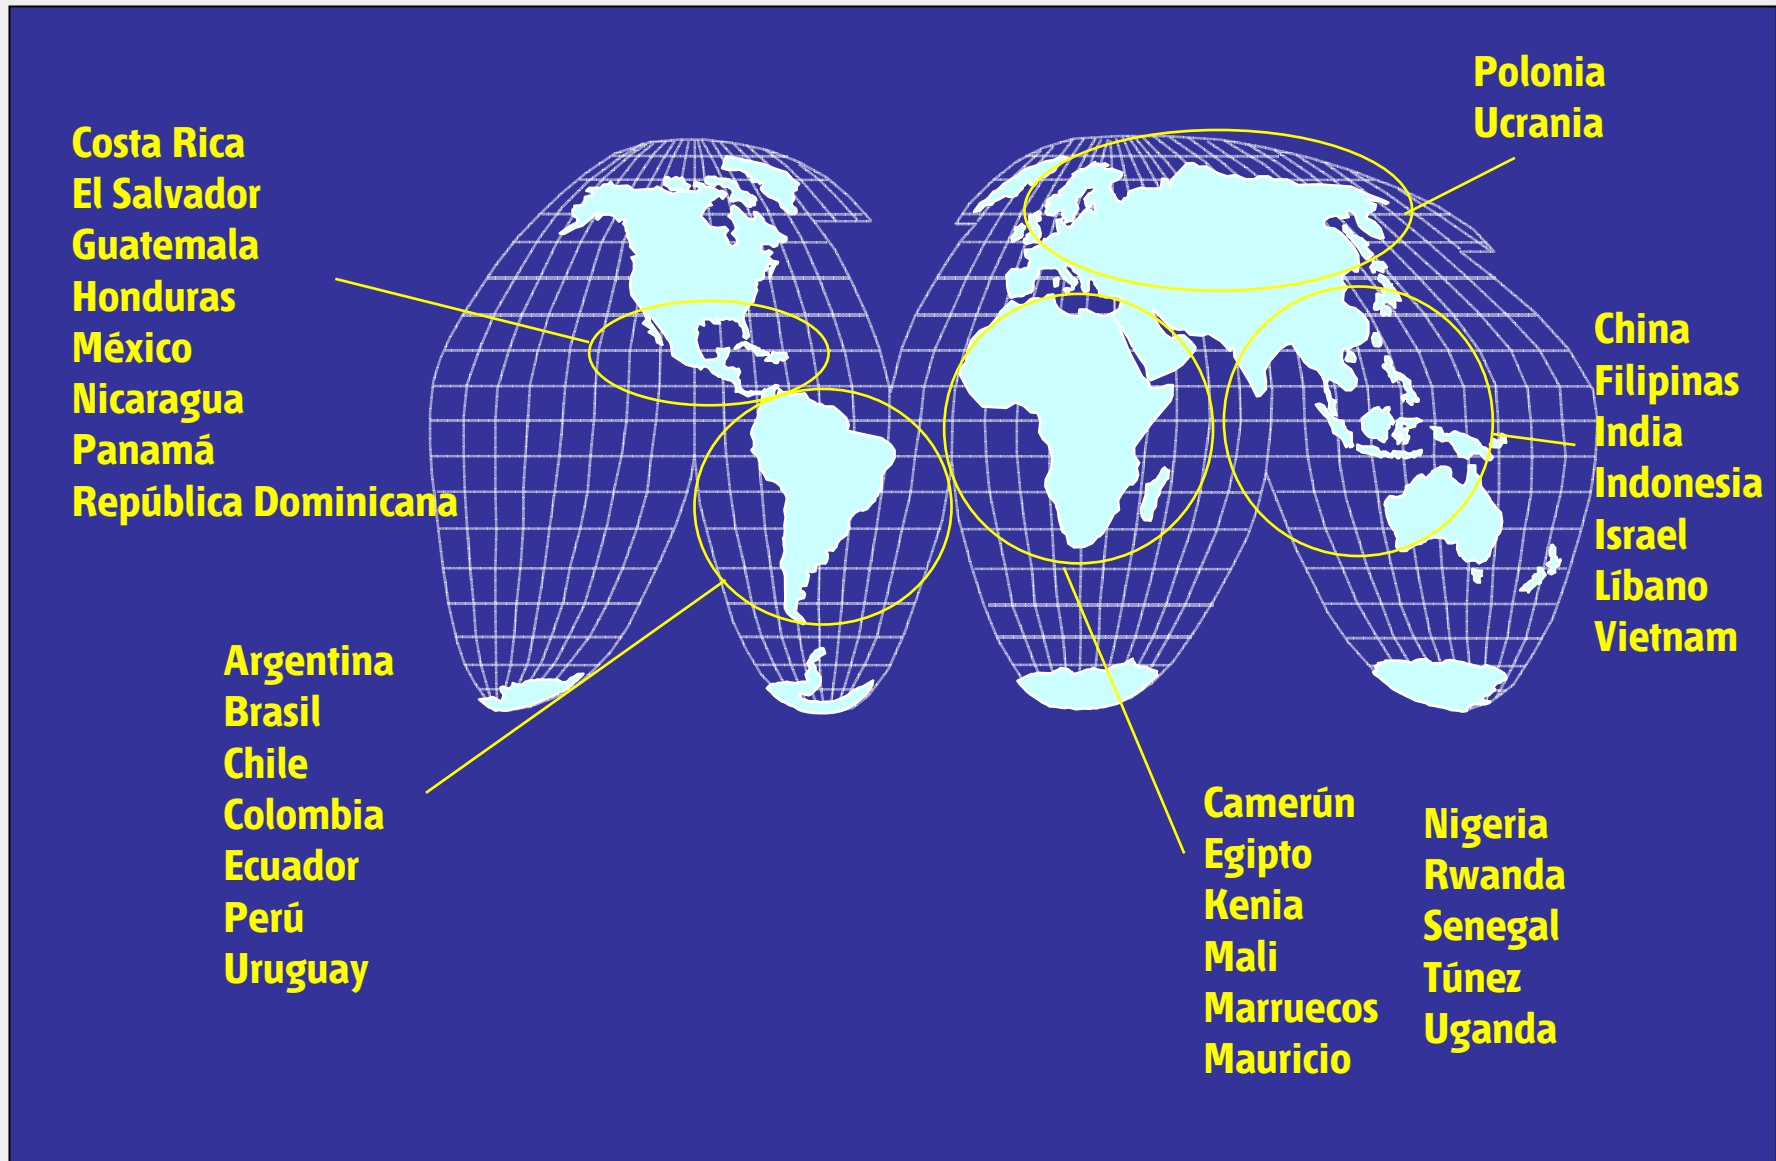 Polonia
Ucrania
Costa Rica
El Salvador
Guatemala
Honduras
México
Nicaragua
Panamá
República Dominicana
China
Filipinas
India
Indonesia
Israel
Líbano
Vietnam
Argentina
Brasil
Chile
Colombia
Ecuador
Perú
Uruguay
Camerún
Egipto
Kenia
Mali
Marruecos
Mauricio
Nigeria
Rwanda
Senegal
Túnez
Uganda